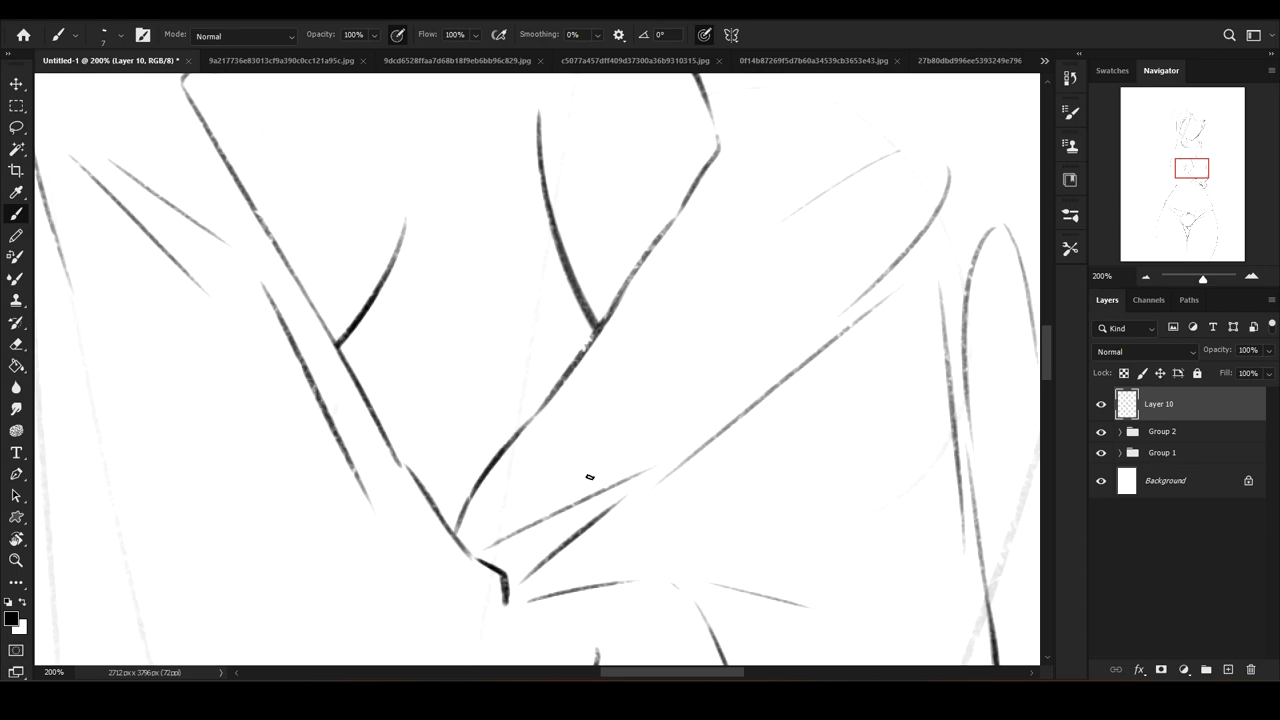 Mode: Normal Opacity: 100% Flow: 100% Smoothing: 0% 0°
7
Untitled-1 @ 200% (Layer 10, RGB/8) * 9a217736e83013cf9a390c0cc121a95c.jpg 9dcd6528ffaa7d68b18f9eb6bb96c829.jpg c5077a457dff409d37300a36b9310315.jpg 0f14b87269f5d7b60a34539cb3653e43.jpg 27b80dbd996ee5393249e796
Swatches Navigator
200%
Layers Channels Paths
Kind
Normal Opacity: 100%
Lock: Fill: 100%
Layer 10
Group 2
Group 1
Background
200% 2712 px x 3796 px (72 ppi)